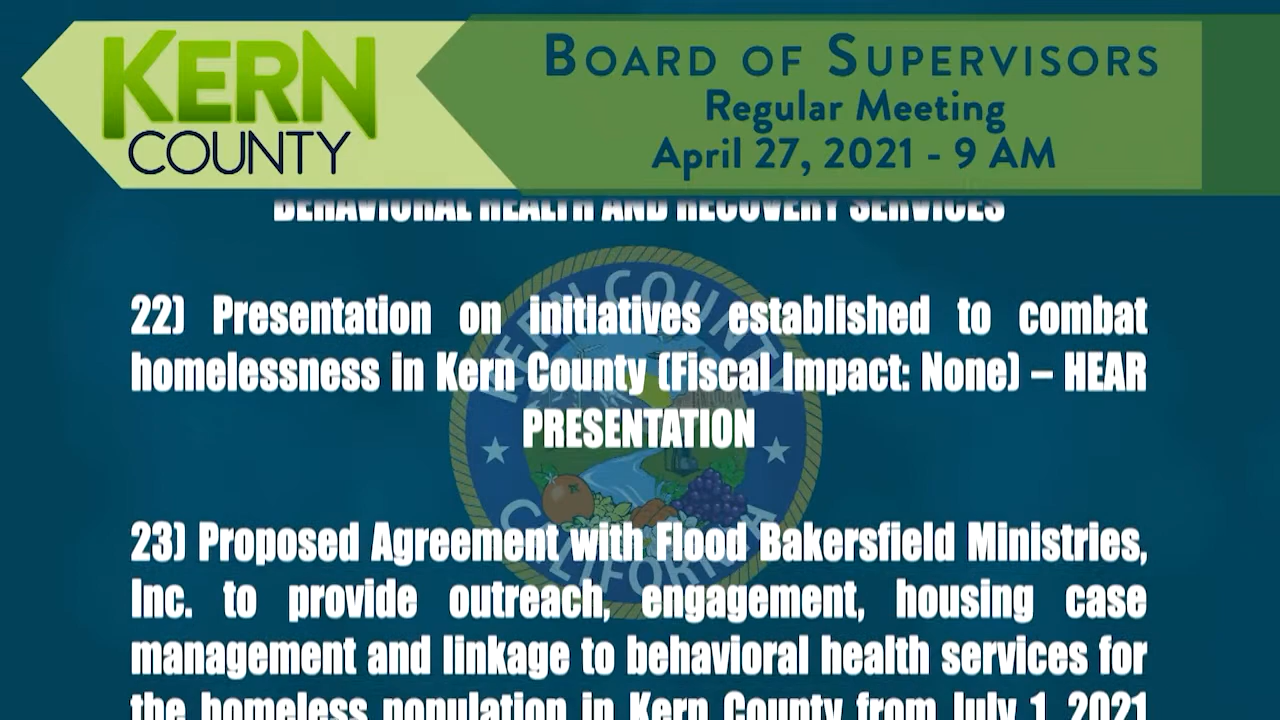 KERN
COUNTY
BOARD OF SUPERVISORS
Regular Meeting
April 27, 2021 - 9 AM
BEHAVIORAL HEALTH AND RECOVERY SERVICES
22) Presentation on initiatives established to combat
homelessness in Kern County (Fiscal Impact: None) – HEAR
PRESENTATION
23) Proposed Agreement with Flood Bakersfield Ministries,
Inc. to provide outreach, engagement, housing case
management and linkage to behavioral health services for
the homeless population in Kern County from July 1, 2021
KERN COUNTY
CALIFORNIA